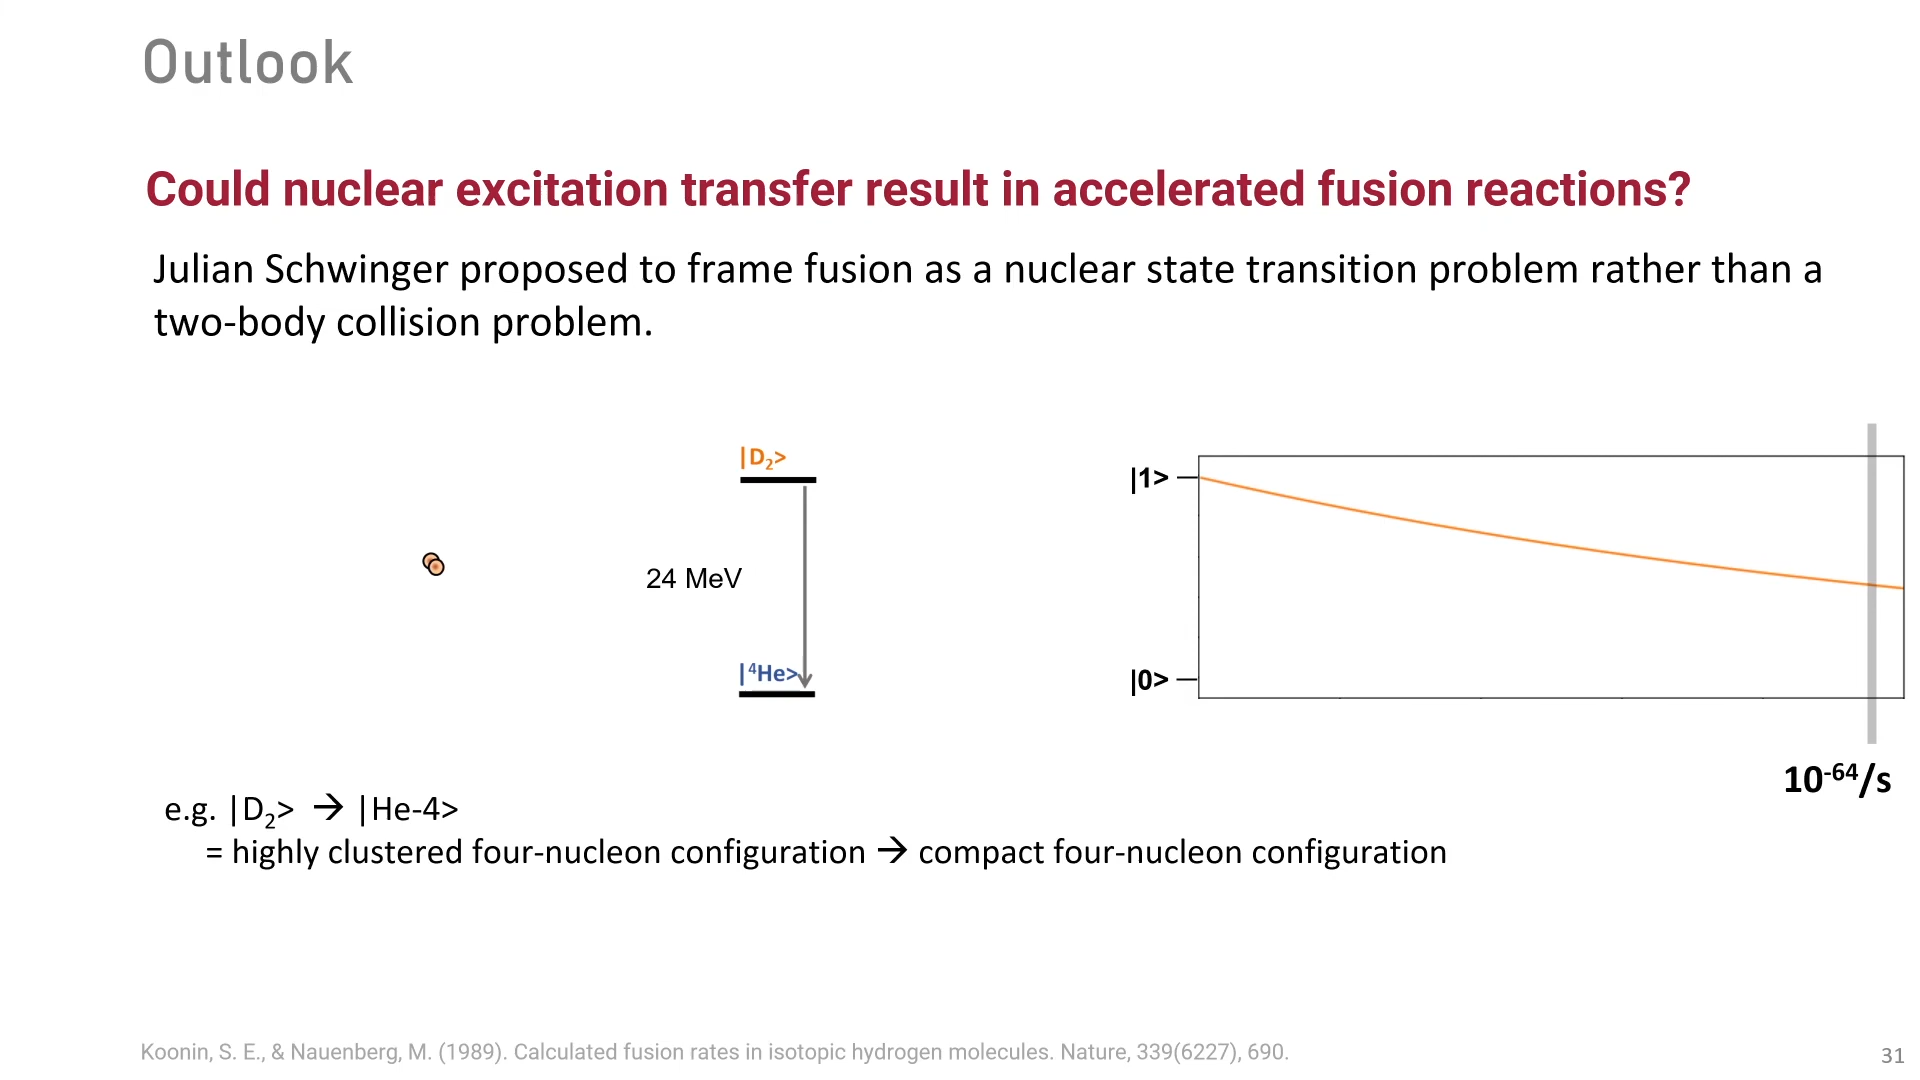 Outlook
Could nuclear excitation transfer result in accelerated fusion reactions?
Julian Schwinger proposed to frame fusion as a nuclear state transition problem rather than a
two-body collision problem.
|D₂>
24 MeV
|⁴He>
|1>
|0>
10⁻⁶⁴/s
e.g. |D₂> → |He-4>
= highly clustered four-nucleon configuration → compact four-nucleon configuration
Koonin, S. E., & Nauenberg, M. (1989). Calculated fusion rates in isotopic hydrogen molecules. Nature, 339(6227), 690.
31